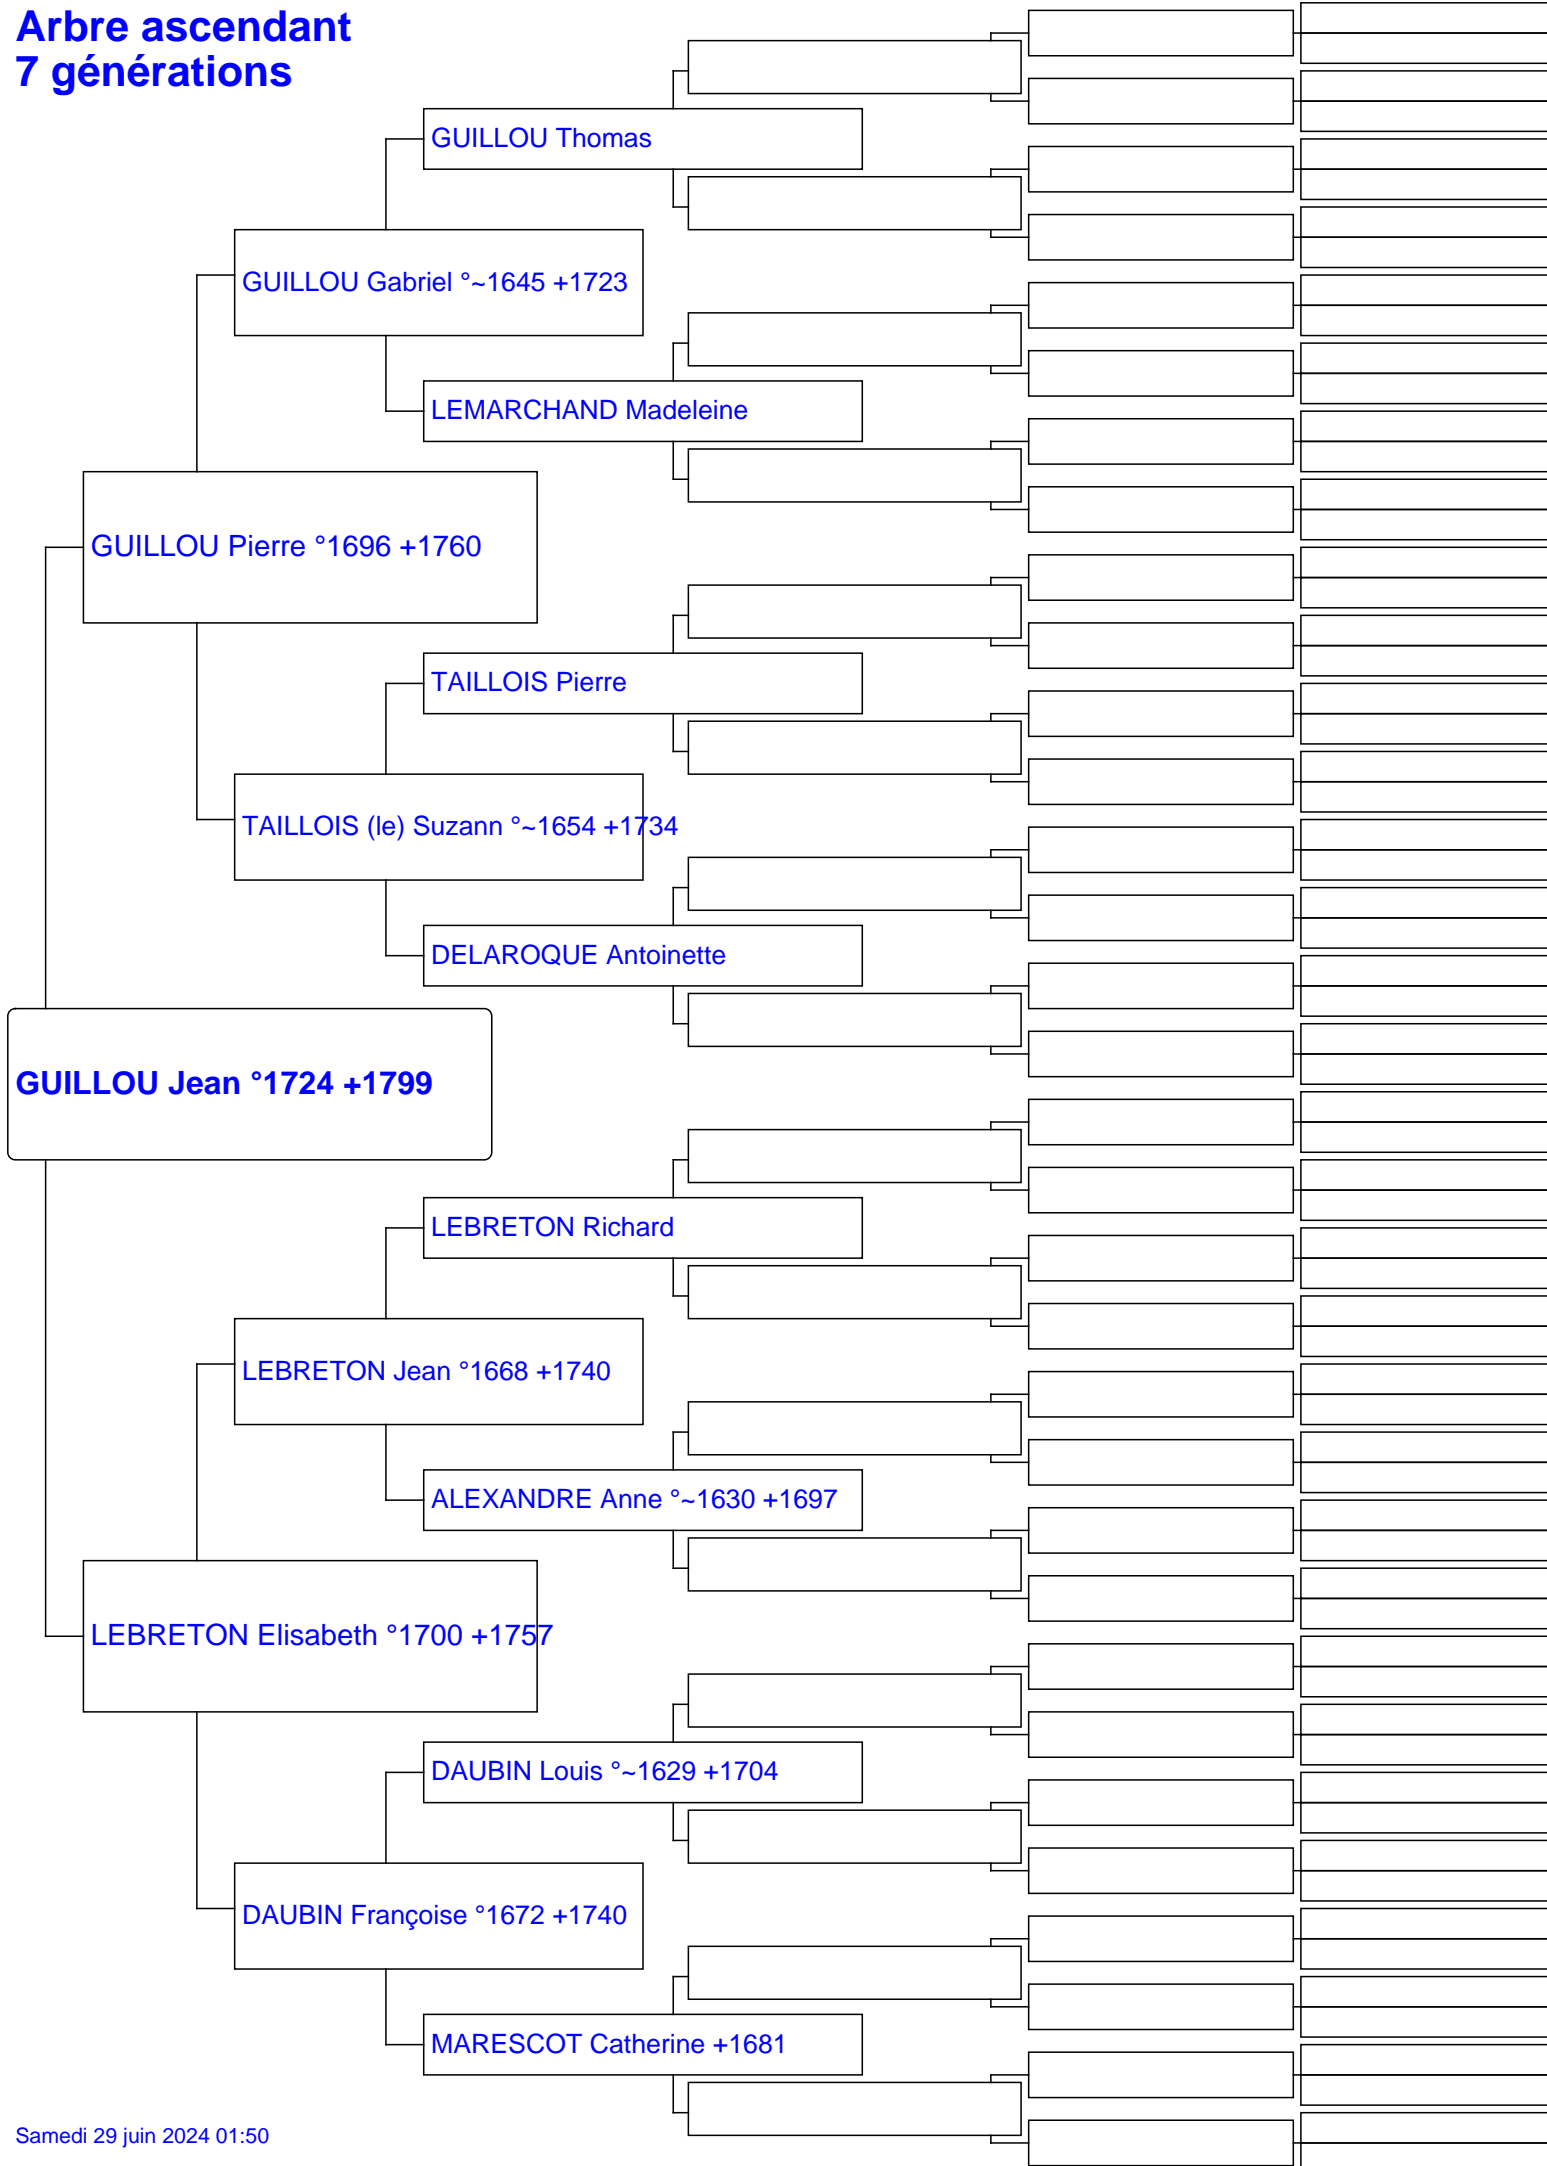 Arbre ascendant
7 générations
GUILLOU Thomas
GUILLOU Gabriel °~1645 +1723
LEMARCHAND Madeleine
GUILLOU Pierre °1696 +1760
TAILLOIS Pierre
TAILLOIS (le) Suzann °~1654 +1734
DELAROQUE Antoinette
GUILLOU Jean °1724 +1799
LEBRETON Richard
LEBRETON Jean °1668 +1740
ALEXANDRE Anne °~1630 +1697
LEBRETON Elisabeth °1700 +1757
DAUBIN Louis °~1629 +1704
DAUBIN Françoise °1672 +1740
MARESCOT Catherine +1681
Samedi 29 juin 2024 01:50